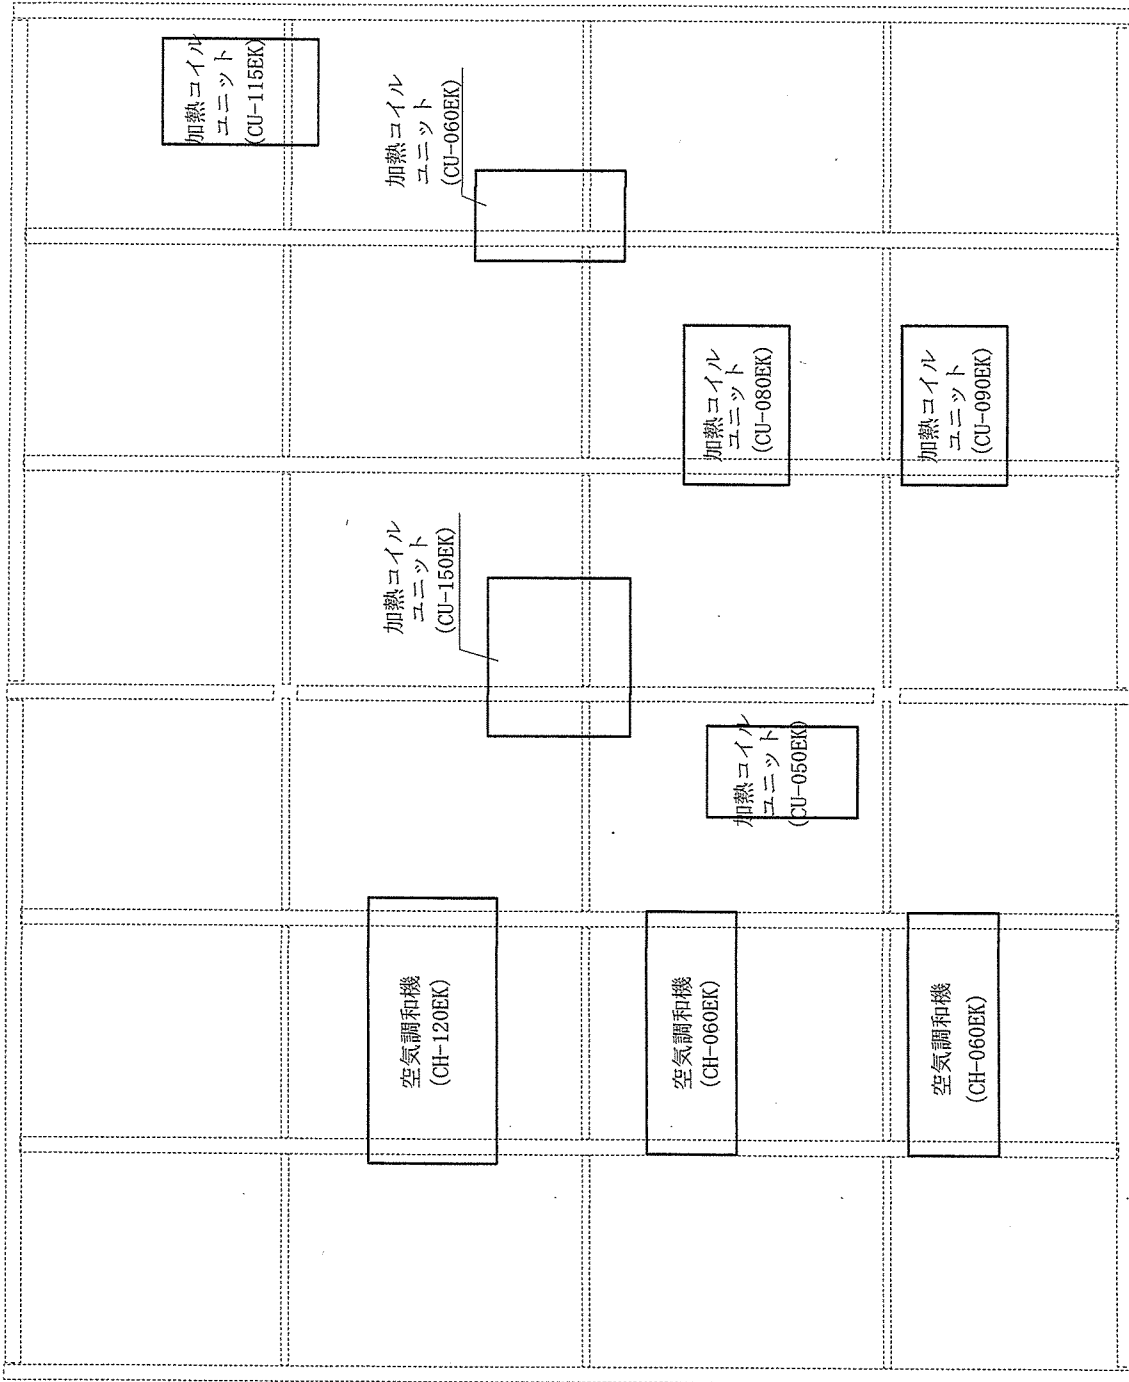 加熱コイル
ユニット
(CU-115EK)
加熱コイル
ユニット
(CU-060EK)
加熱コイル
ユニット
(CU-080EK)
加熱コイル
ユニット
(CU-090EK)
加熱コイル
ユニット
(CU-150EK)
加熱コイル
ユニット
(CU-050EK)
空気調和機
(CH-120EK)
空気調和機
(CH-060EK)
空気調和機
(CH-060EK)